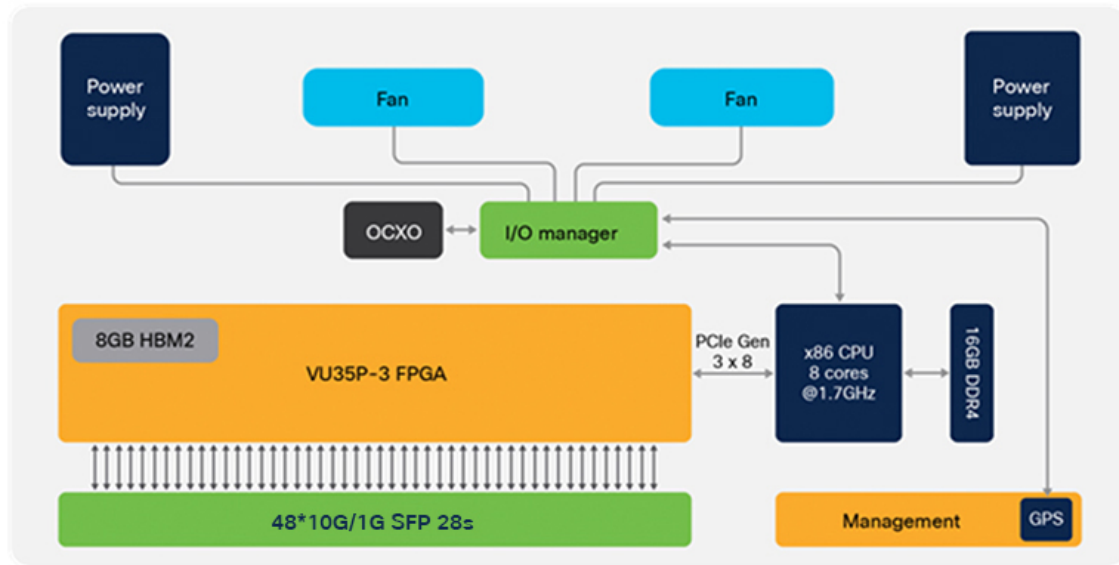 Power
supply
Fan
Fan
Power
supply
OCXO
I/O manager
8GB HBM2
VU35P-3 FPGA
PCIe Gen
3 x 8
x86 CPU
8 cores
@1.7GHz
16GB DDR4
48*10G/1G SFP 28s
Management
GPS